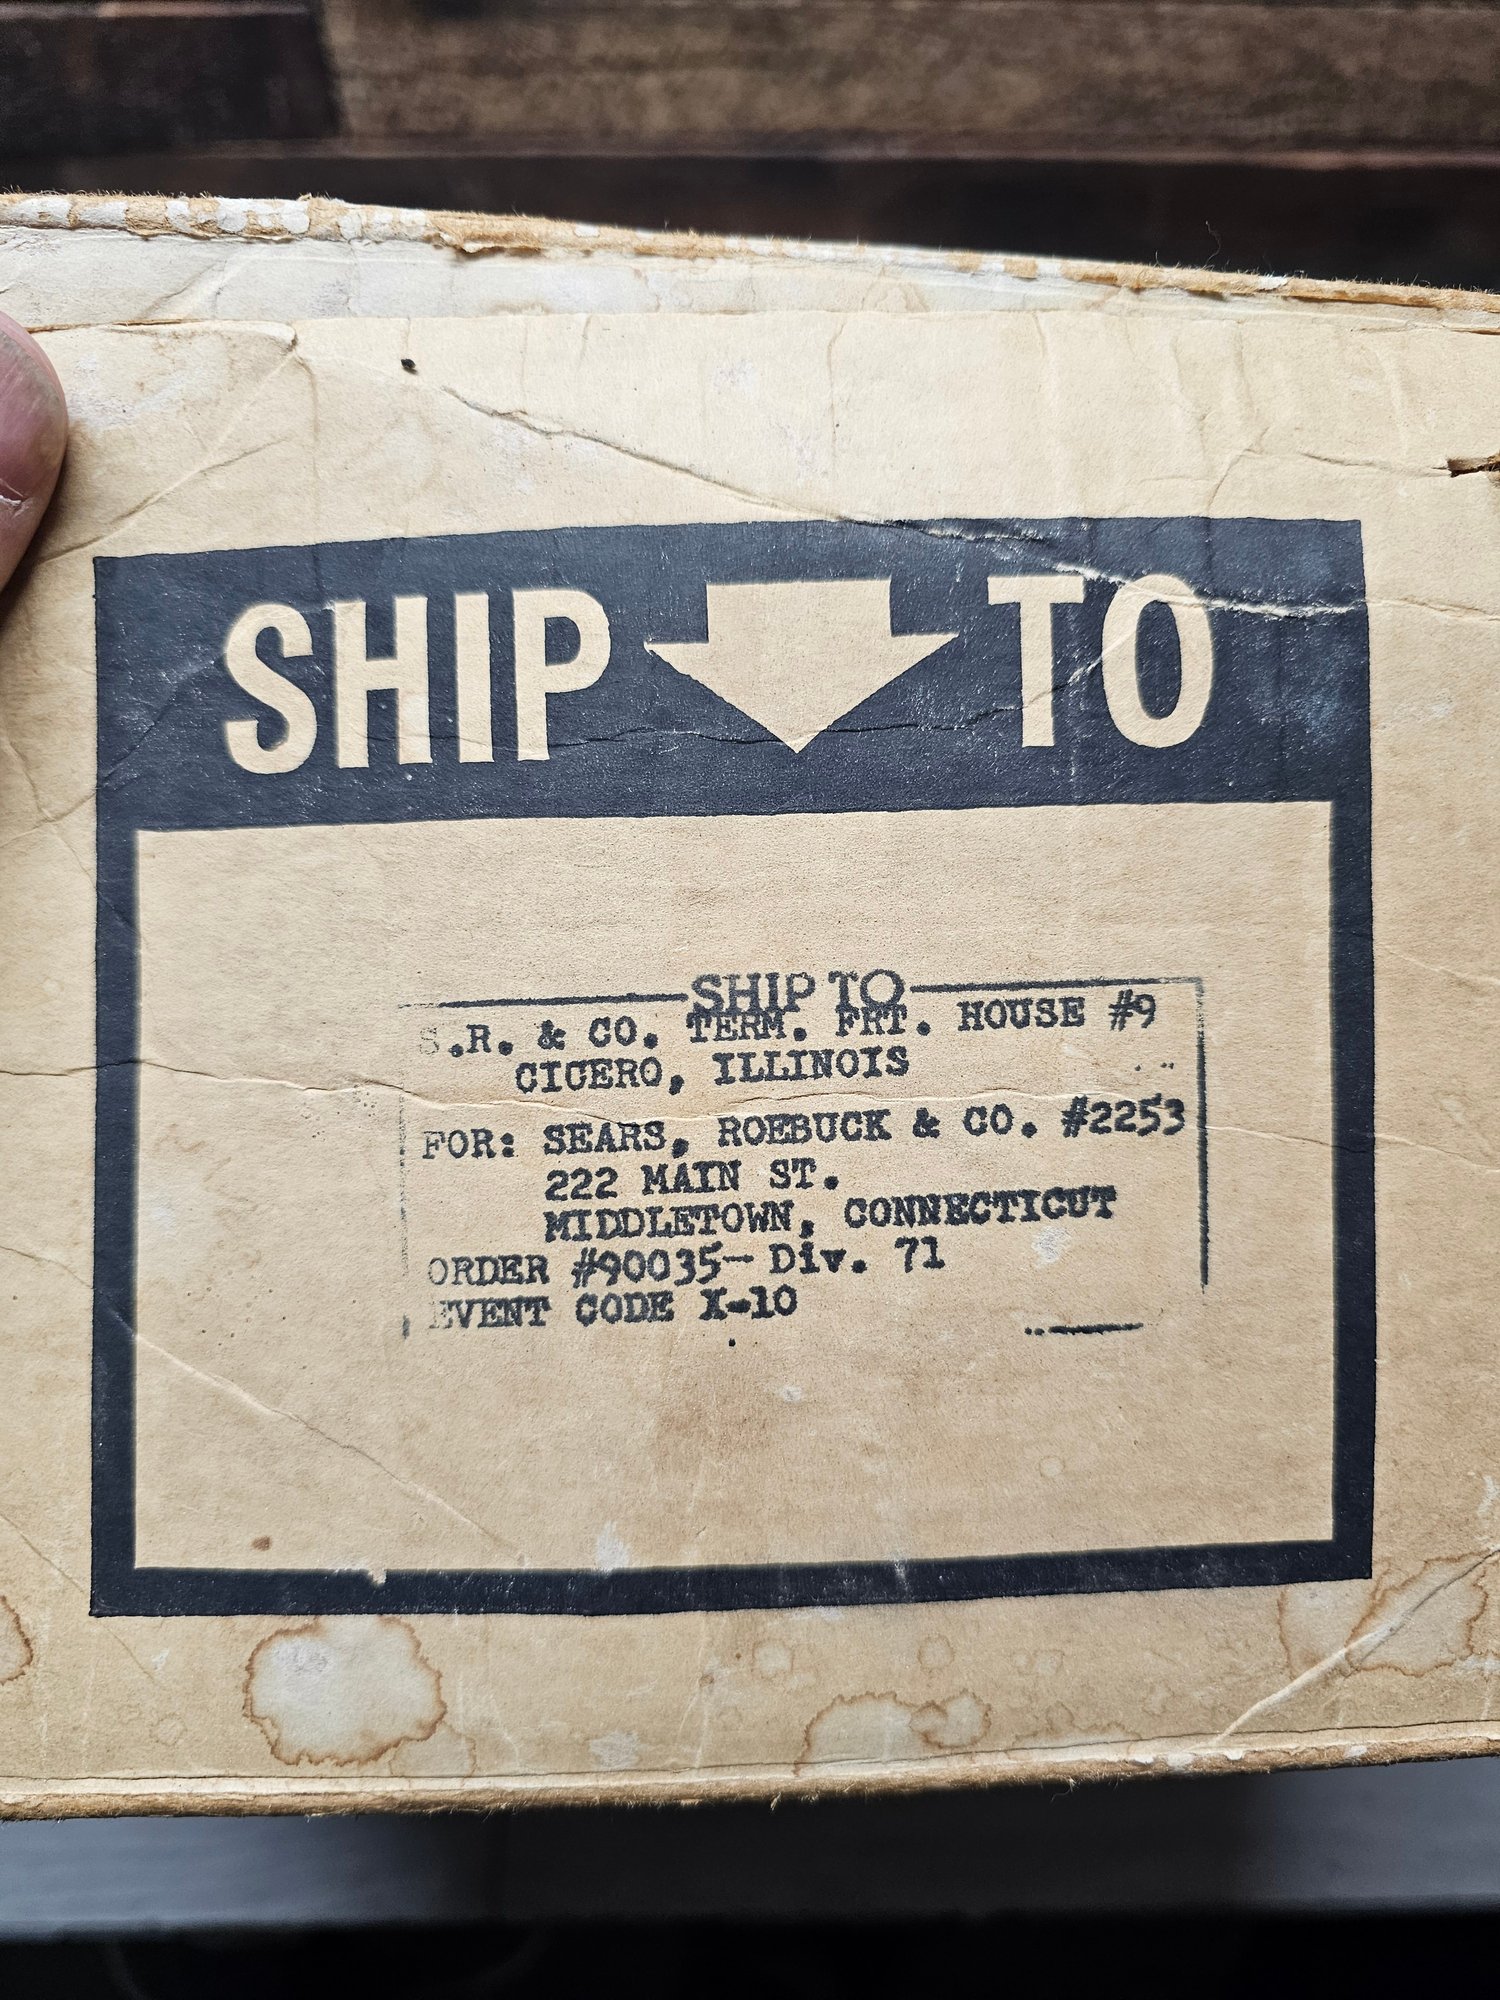 SHIP TO
SHIP TO
S.R. & CO. TERM. FRT. HOUSE #9
CICERO, ILLINOIS
FOR: SEARS, ROEBUCK & CO. #2253
222 MAIN ST.
MIDDLETOWN, CONNECTICUT
ORDER #90035- Div. 71
EVENT CODE X-10